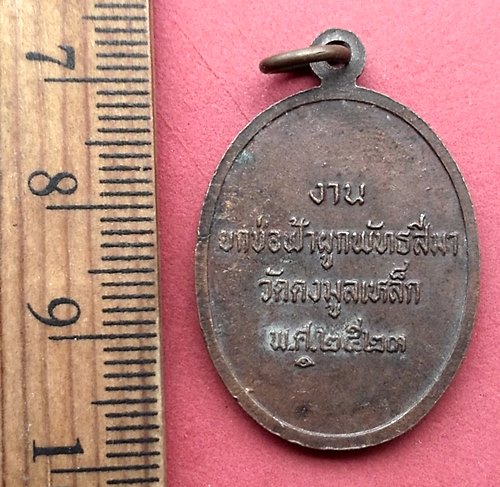 7
8
9
1
งาน
ยกช่อฟ้าผูกพัทธสีมา
วัดดงมูลเหล็ก
พ.ศ.๒๕๒๓